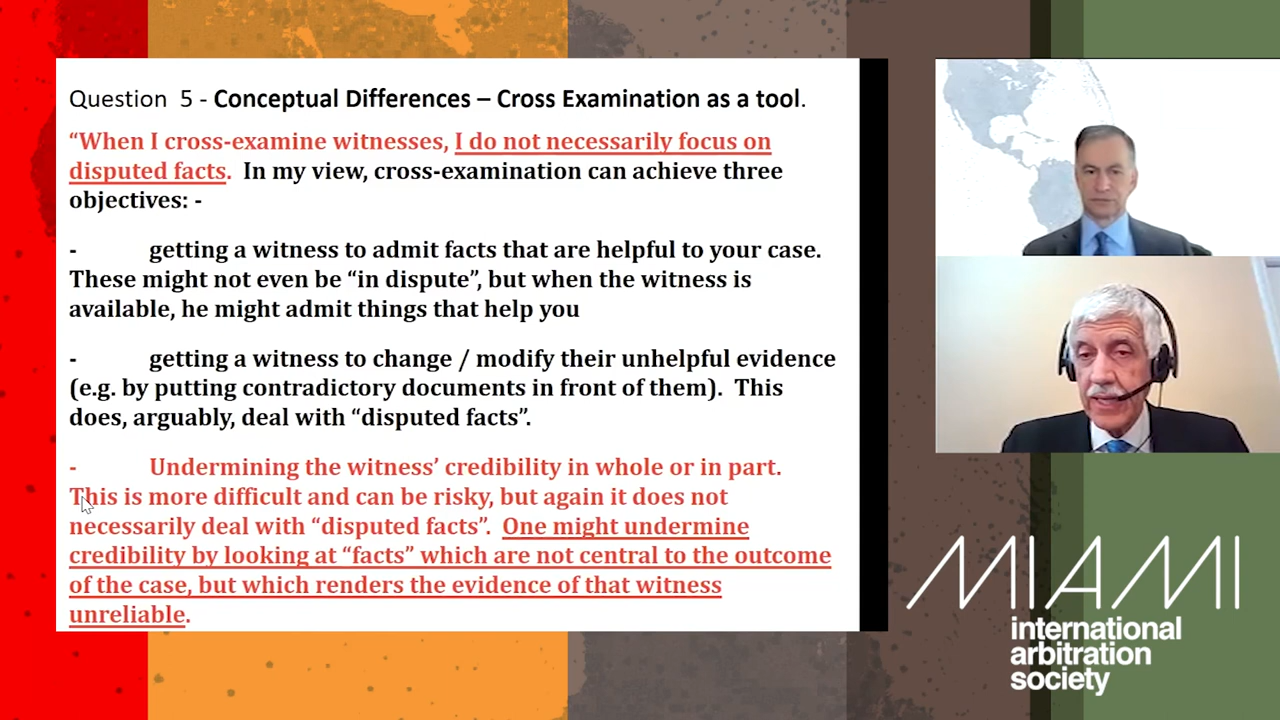 Question 5 - Conceptual Differences – Cross Examination as a tool.
“When I cross-examine witnesses, I do not necessarily focus on
disputed facts. In my view, cross-examination can achieve three
objectives: -
- getting a witness to admit facts that are helpful to your case.
These might not even be “in dispute”, but when the witness is
available, he might admit things that help you
- getting a witness to change / modify their unhelpful evidence
(e.g. by putting contradictory documents in front of them). This
does, arguably, deal with “disputed facts”.
- Undermining the witness’ credibility in whole or in part.
This is more difficult and can be risky, but again it does not
necessarily deal with “disputed facts”. One might undermine
credibility by looking at “facts” which are not central to the outcome
of the case, but which renders the evidence of that witness
unreliable.
MIAMI
international
arbitration
society